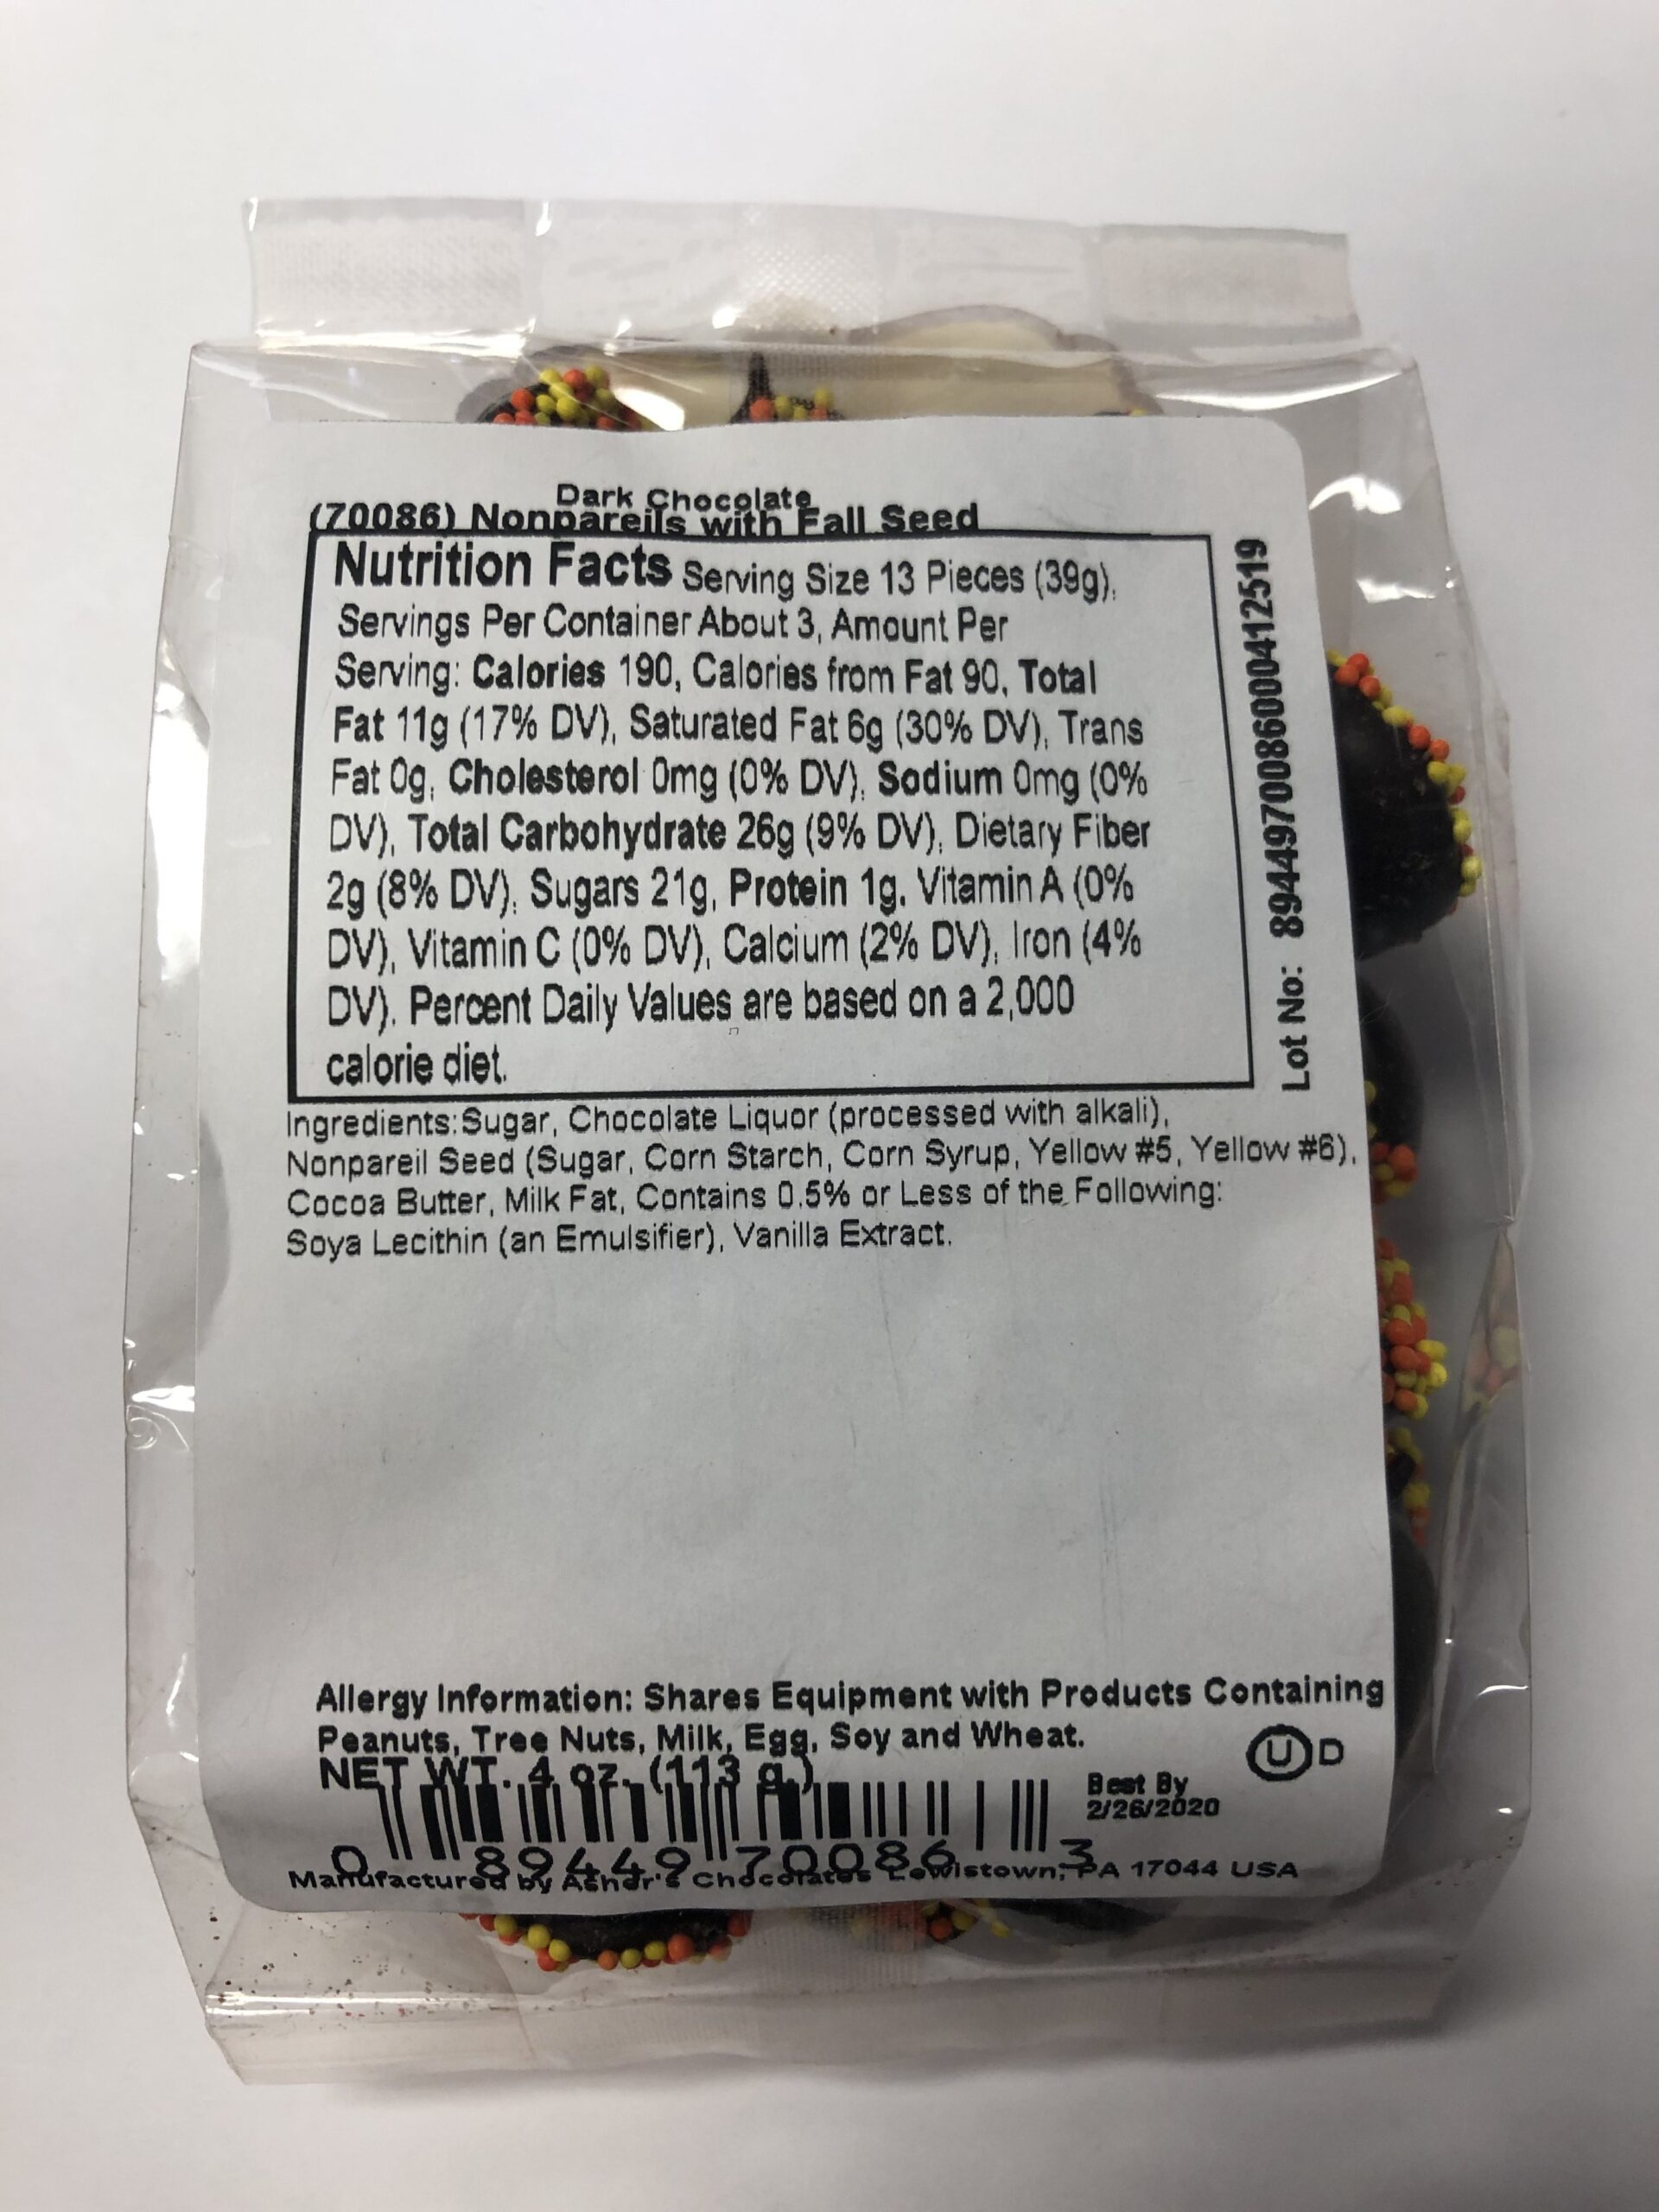 Dark Chocolate
(70086) Nonpareils with Fall Seed
Nutrition Facts Serving Size 13 Pieces (39g),
Servings Per Container About 3, Amount Per
Serving: Calories 190, Calories from Fat 90, Total
Fat 11g (17% DV), Saturated Fat 6g (30% DV), Trans
Fat 0g, Cholesterol 0mg (0% DV), Sodium 0mg (0%
DV), Total Carbohydrate 26g (9% DV), Dietary Fiber
2g (8% DV), Sugars 21g, Protein 1g. Vitamin A (0%
DV), Vitamin C (0% DV), Calcium (2% DV), Iron (4%
DV). Percent Daily Values are based on a 2,000
calorie diet.
Lot No: 8944970086000412519
Ingredients:Sugar, Chocolate Liquor (processed with alkali),
Nonpareil Seed (Sugar, Corn Starch, Corn Syrup, Yellow #5, Yellow #6),
Cocoa Butter, Milk Fat, Contains 0.5% or Less of the Following:
Soya Lecithin (an Emulsifier), Vanilla Extract.
Allergy Information: Shares Equipment with Products Containing
Peanuts, Tree Nuts, Milk, Egg, Soy and Wheat.
U D
NET WT. 4 oz. (113 g.)
Best By
2/26/2020
0 89449 70086 3
Manufactured by Asher's Chocolates Lewistown, PA 17044 USA